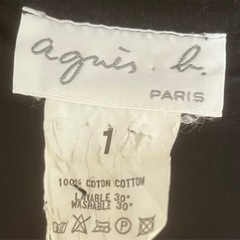 agnès b.
PARIS
1
100% COTON COTTON
LAVABLE 30°
WASHABLE 30°